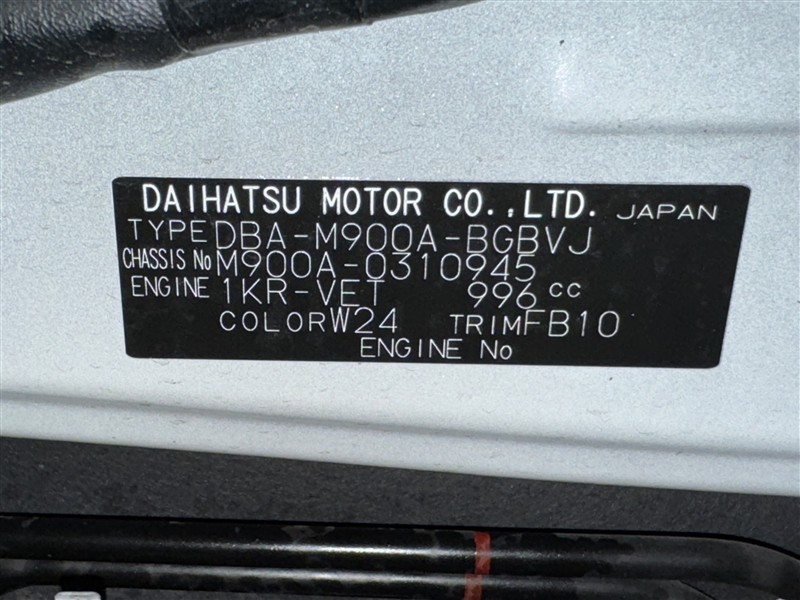 DAIHATSU MOTOR CO.,LTD. JAPAN
TYPE DBA-M900A-BGBVJ
CHASSIS No M900A-0310945
ENGINE 1KR-VET 996 cc
COLOR W24 TRIM FB10
ENGINE No